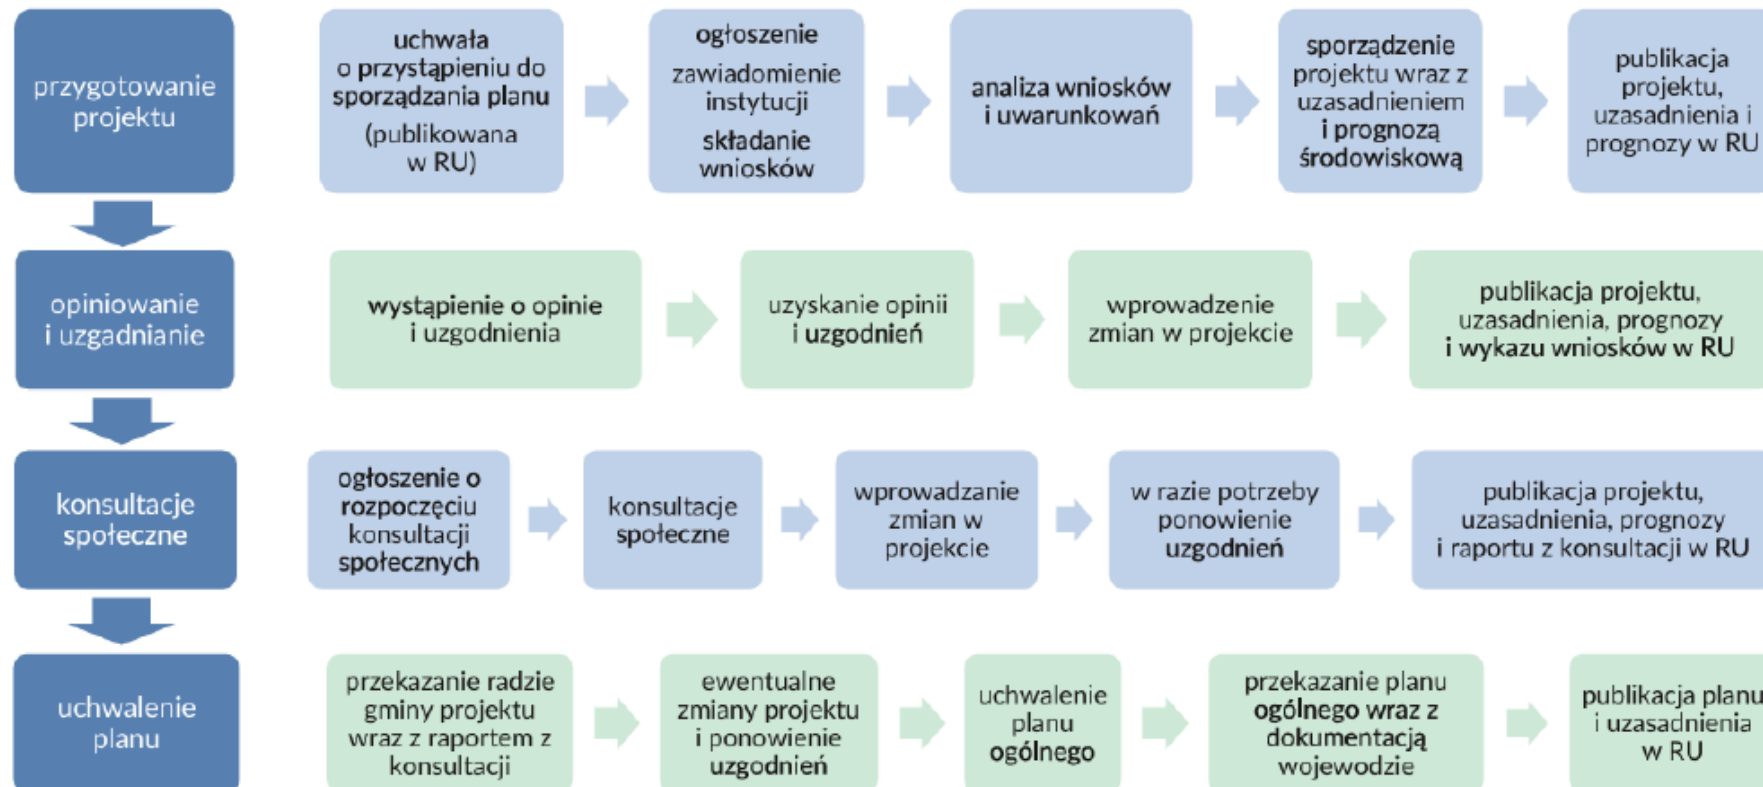 przygotowanie
projektu
uchwała
o przystąpieniu do
sporządzania planu
(publikowana
w RU)
ogłoszenie
zawiadomienie
instytucji
składanie
wniosków
analiza wniosków
i uwarunkowań
sporządzenie
projektu wraz z
uzasadnieniem
i prognozą
środowiskową
publikacja
projektu,
uzasadnienia i
prognozy w RU
opiniowanie
i uzgadnianie
wystąpienie o opinie
i uzgodnienia
uzyskanie opinii
i uzgodnień
wprowadzenie
zmian w projekcie
publikacja projektu,
uzasadnienia, prognozy
i wykazu wniosków w RU
konsultacje
społeczne
ogłoszenie o
rozpoczęciu
konsultacji
społecznych
konsultacje
społeczne
wprowadzanie
zmian w
projekcie
w razie potrzeby
ponowienie
uzgodnień
publikacja projektu,
uzasadnienia, prognozy
i raportu z konsultacji w RU
uchwalenie
planu
przekazanie radzie
gminy projektu
wraz z raportem z
konsultacji
ewentualne
zmiany projektu
i ponowienie
uzgodnień
uchwalenie
planu
ogólnego
przekazanie planu
ogólnego wraz z
dokumentacją
wojewodzie
publikacja planu
i uzasadnienia
w RU